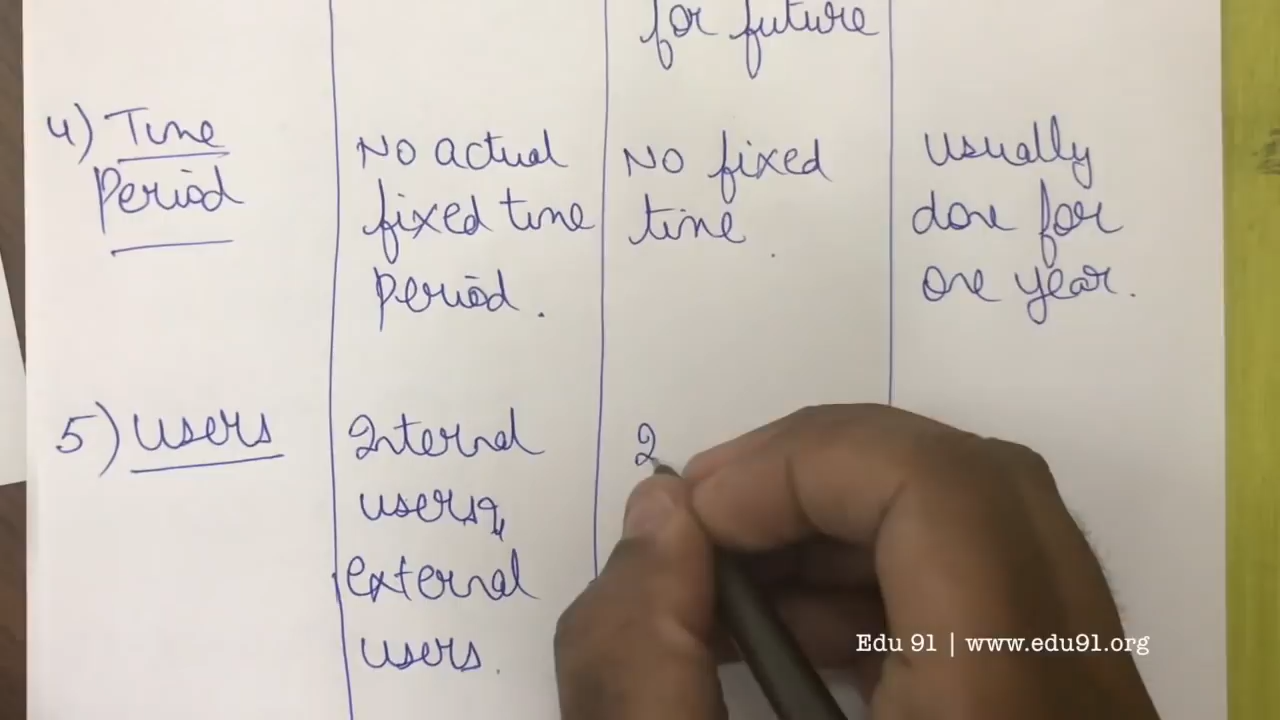 for future
4) Time
Period
No actual
fixed time
period.
No fixed
time
usually
done for
one year.
5) users
Internal
users,
external
users.
I
Edu 91 | www.edu91.org